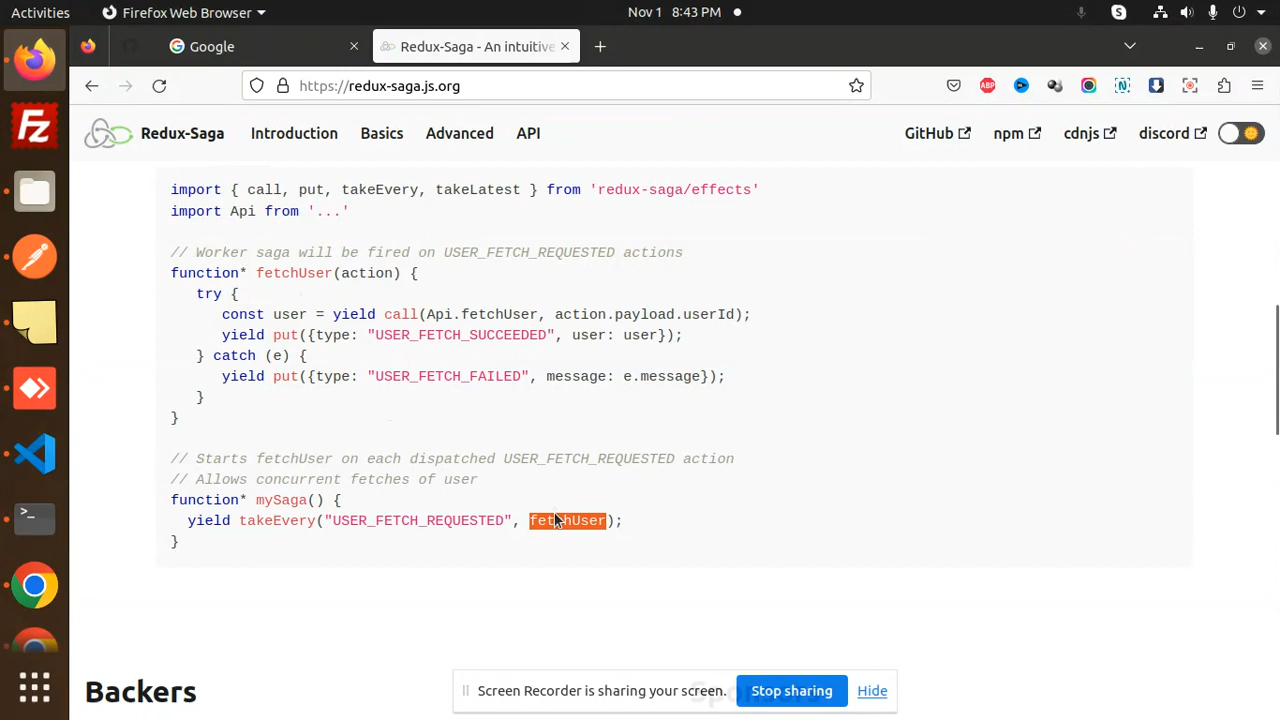 Activities Firefox Web Browser Nov 1 8:43 PM
Google Redux-Saga - An intuitive
https://redux-saga.js.org ABP
Redux-Saga Introduction Basics Advanced API GitHub npm cdnjs discord
import { call, put, takeEvery, takeLatest } from 'redux-saga/effects'
import Api from '...'
// Worker saga will be fired on USER_FETCH_REQUESTED actions
function* fetchUser(action) {
try {
const user = yield call(Api.fetchUser, action.payload.userId);
yield put({type: "USER_FETCH_SUCCEEDED", user: user});
} catch (e) {
yield put({type: "USER_FETCH_FAILED", message: e.message});
}
}
// Starts fetchUser on each dispatched USER_FETCH_REQUESTED action
// Allows concurrent fetches of user
function* mySaga() {
yield takeEvery("USER_FETCH_REQUESTED", fetchUser);
}
Backers
Screen Recorder is sharing your screen. Stop sharing Hide